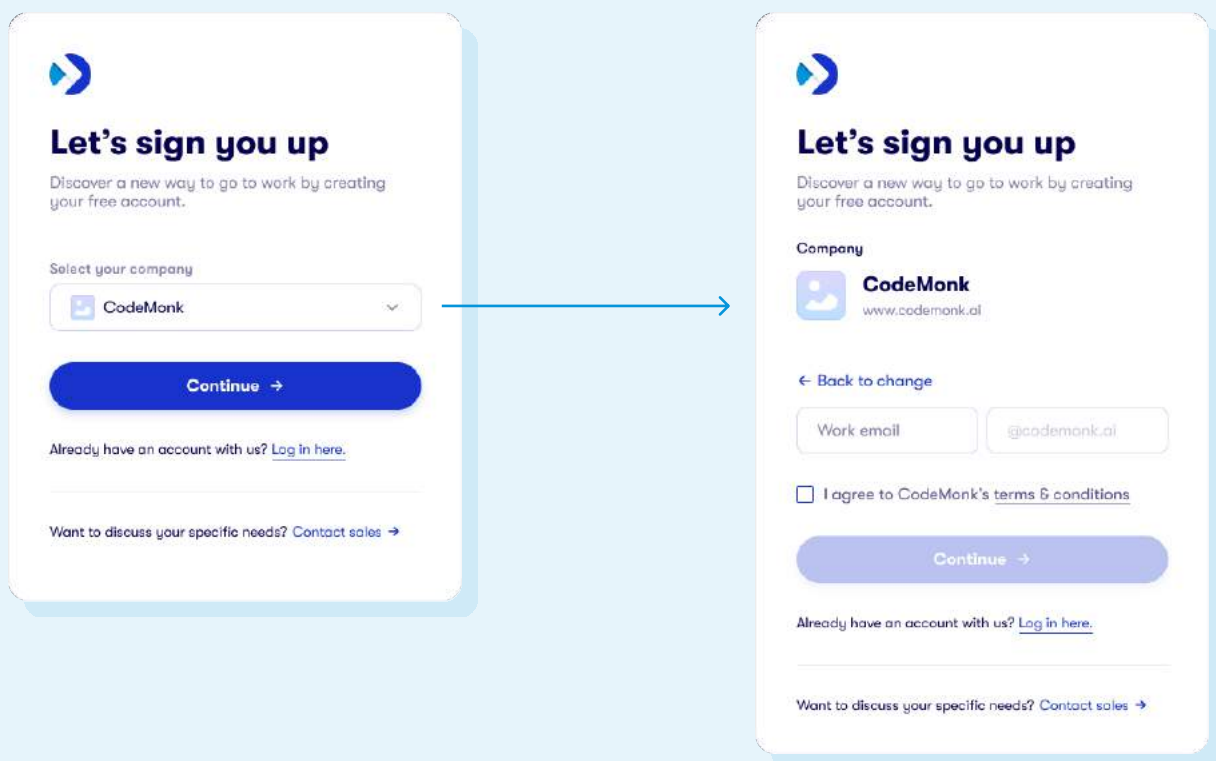 Let's sign you up
Discover a new way to go to work by creating
your free account.
Select your company
CodeMonk
Continue →
Already have an account with us? Log in here.
Want to discuss your specific needs? Contact sales →
Let's sign you up
Discover a new way to go to work by creating
your free account.
Company
CodeMonk
www.codemonk.ai
← Back to change
Work email @codemonk.ai
I agree to CodeMonk's terms & conditions
Continue →
Already have an account with us? Log in here.
Want to discuss your specific needs? Contact sales →